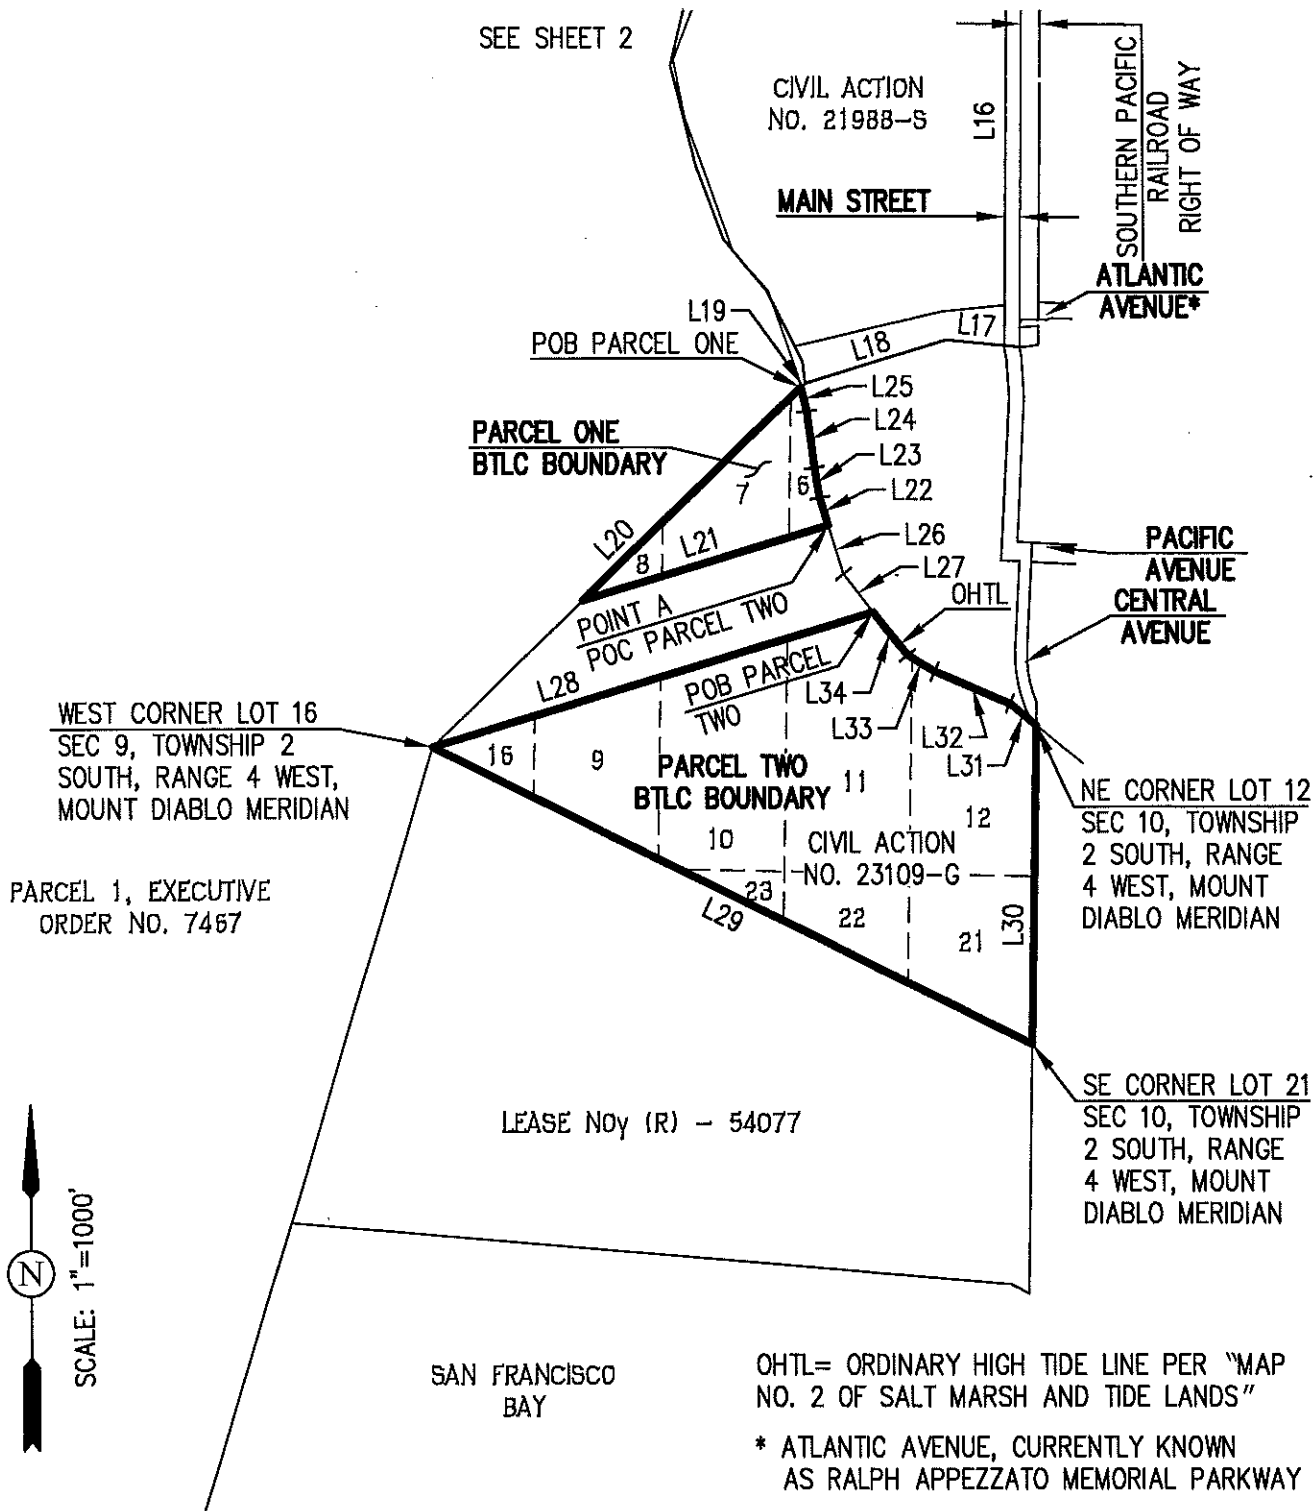 SEE SHEET 2
CIVIL ACTION
NO. 21988-S
L16
SOUTHERN PACIFIC
RAILROAD
RIGHT OF WAY
MAIN STREET
ATLANTIC
AVENUE*
L19
L17
L18
POB PARCEL ONE
L25
L24
PARCEL ONE
BTLC BOUNDARY
L23
7
6
L22
L20
L21
L26
8
L27
PACIFIC
AVENUE
OHTL
CENTRAL
AVENUE
POINT A
POC PARCEL TWO
L28
POB PARCEL
TWO
L34
L33
L32
L31
WEST CORNER LOT 16
SEC 9, TOWNSHIP 2
SOUTH, RANGE 4 WEST,
MOUNT DIABLO MERIDIAN
16
9
PARCEL TWO
BTLC BOUNDARY
11
12
NE CORNER LOT 12
SEC 10, TOWNSHIP
2 SOUTH, RANGE
4 WEST, MOUNT
DIABLO MERIDIAN
10
CIVIL ACTION
NO. 23109-G
PARCEL 1, EXECUTIVE
ORDER NO. 7467
23
L29
22
21
L30
SE CORNER LOT 21
SEC 10, TOWNSHIP
2 SOUTH, RANGE
4 WEST, MOUNT
DIABLO MERIDIAN
LEASE NOy (R) - 54077
N
SCALE: 1"=1000'
SAN FRANCISCO
BAY
OHTL= ORDINARY HIGH TIDE LINE PER "MAP
NO. 2 OF SALT MARSH AND TIDE LANDS"
* ATLANTIC AVENUE, CURRENTLY KNOWN
AS RALPH APPEZZATO MEMORIAL PARKWAY